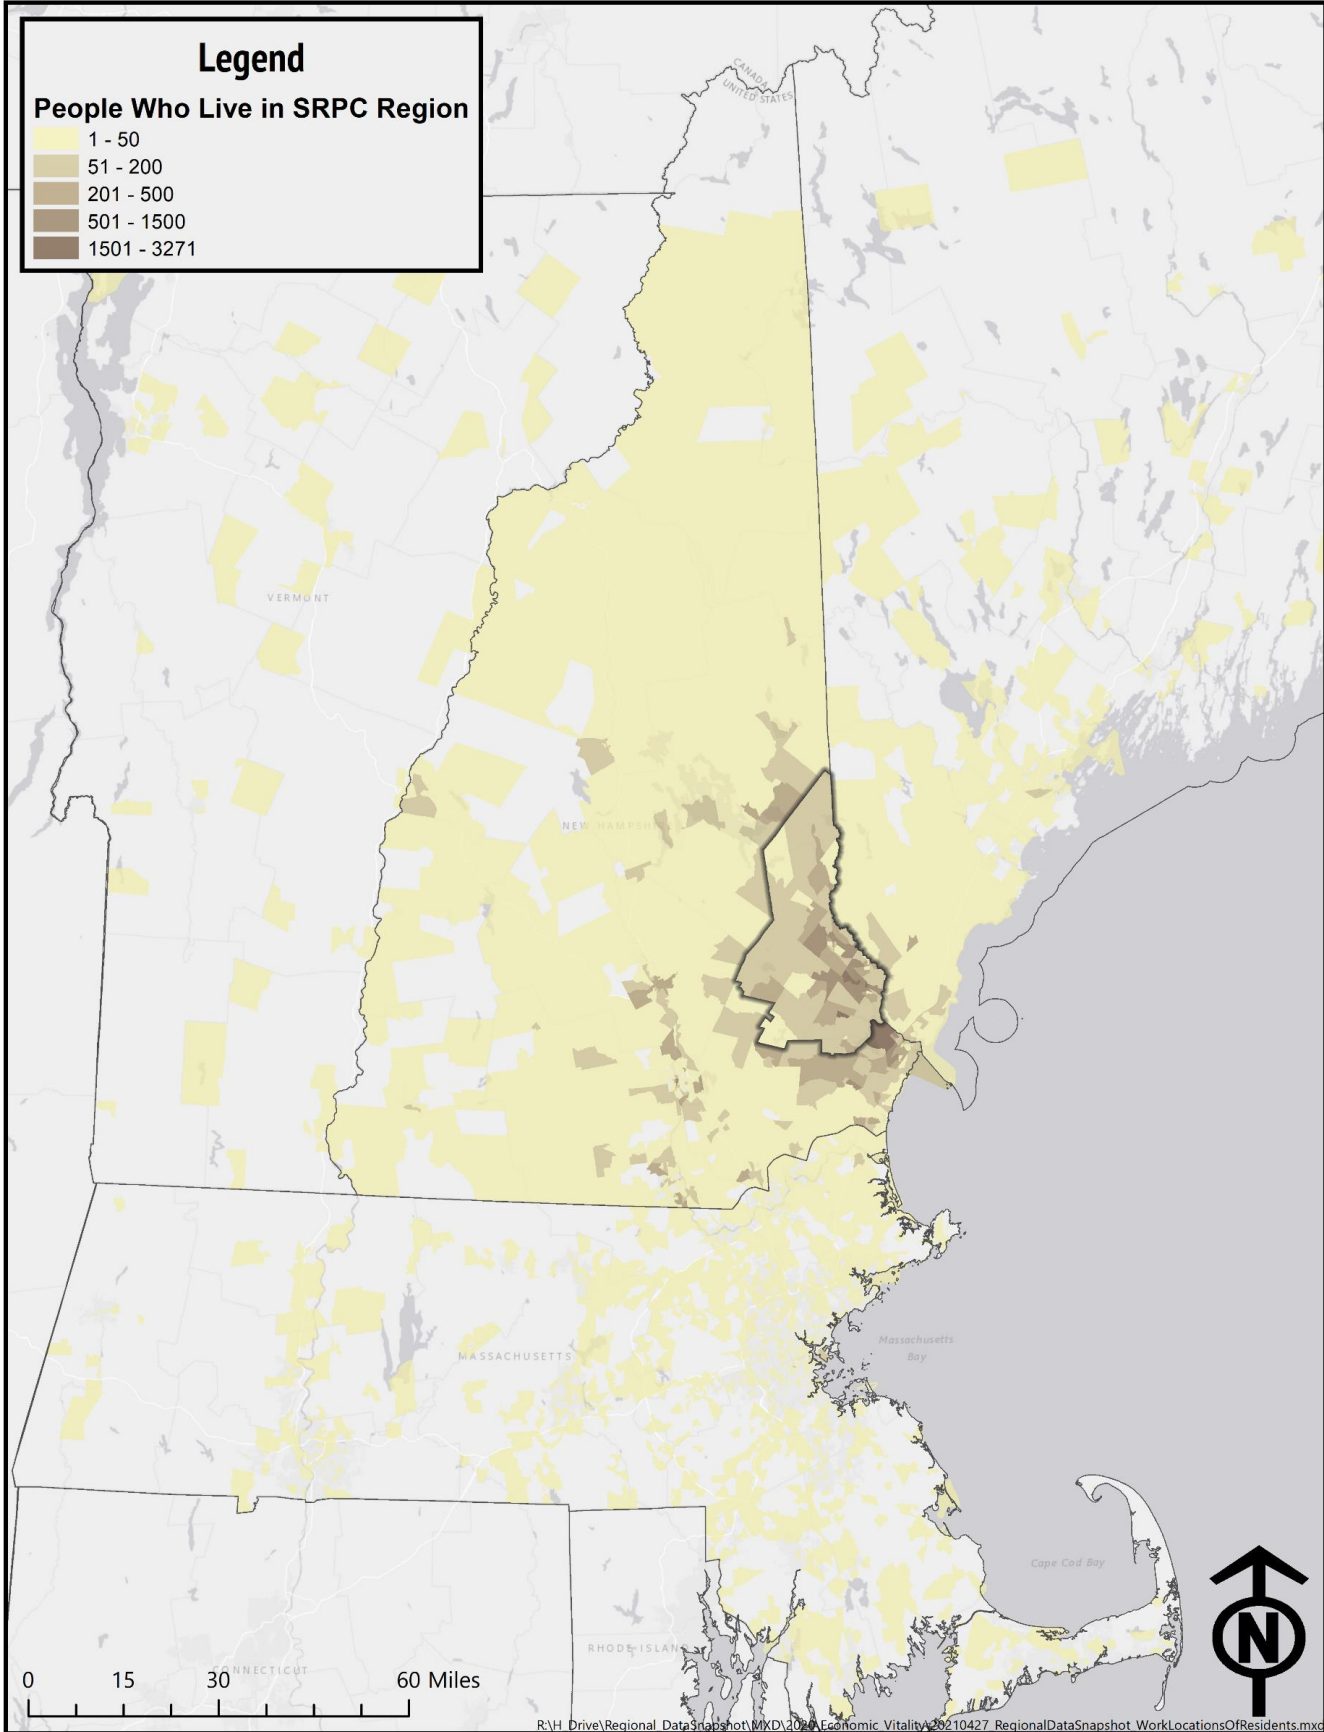 Legend
People Who Live in SRPC Region
1 - 50
51 - 200
201 - 500
501 - 1500
1501 - 3271
CANADA
UNITED STATES
VERMONT
NEW HAMPSHIRE
MASSACHUSETTS
Massachusetts
Bay
Cape Cod Bay
RHODE ISLAND
CONNECTICUT
0 15 30 60 Miles
N
R:\H_Drive\Regional_DataSnapshot\MXD\2020\Economic_Vitality\20210427_RegionalDataSnapshot_WorkLocationsOfResidents.mxd